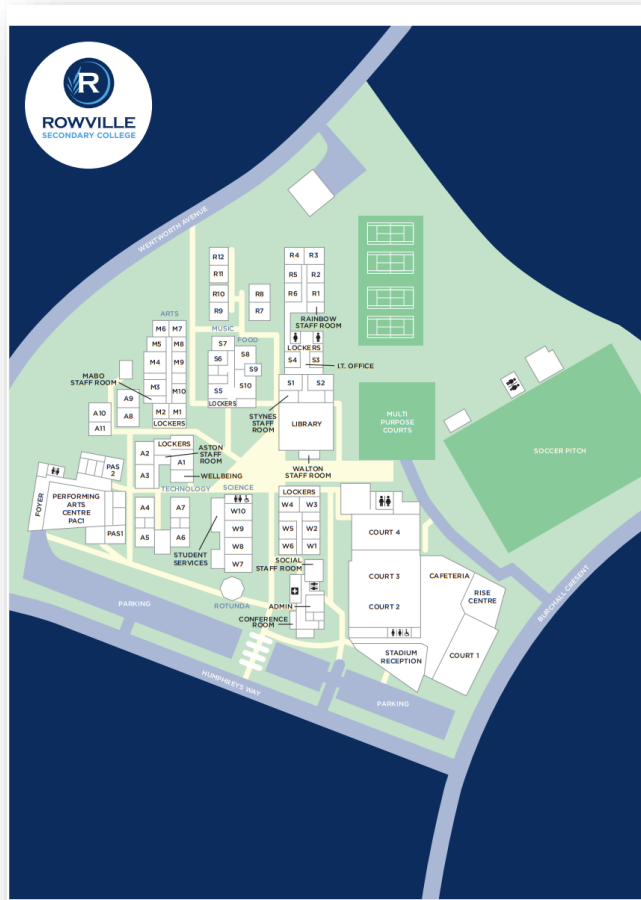 R
ROWVILLE
SECONDARY COLLEGE
WENTWORTH AVENUE
R12
R11
R10
R9
R8
R7
R4 R3
R5 R2
R6 R1
RAINBOW
STAFF ROOM
ARTS
M6 M7
M5 M8
M4 M9
M3 M10
M2 M1
LOCKERS
MABO
STAFF ROOM
MUSIC
FOOD
S7
S6
S8
S9
S5
S10
LOCKERS
LOCKERS
S4 S3
I.T. OFFICE
S1 S2
STYNES
STAFF
ROOM
LIBRARY
WALTON
STAFF ROOM
A9
A8
A10
A11
LOCKERS
A2
A1
A3
ASTON
STAFF
ROOM
WELLBEING
MULTI
PURPOSE
COURTS
SOCCER PITCH
PAS
2
FOYER
PERFORMING
ARTS
CENTRE
PAC1
PAS1
TECHNOLOGY
SCIENCE
A4
A7
A5
A6
W10
W9
W8
W7
STUDENT
SERVICES
LOCKERS
W4 W3
W5 W2
W6 W1
SOCIAL
STAFF ROOM
ADMIN
CONFERENCE
ROOM
ROTUNDA
COURT 4
COURT 3
COURT 2
CAFETERIA
RISE
CENTRE
COURT 1
STADIUM
RECEPTION
PARKING
PARKING
HUMPHREYS WAY
BURCHALL CRESENT